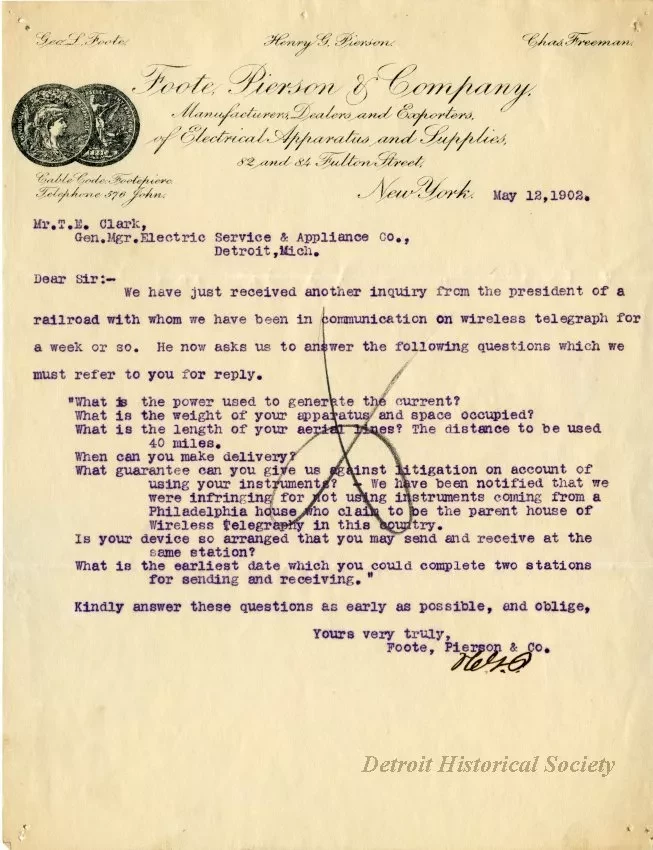 Geo. L. Foote. Henry G. Pierson. Chas. Freeman.
Foote, Pierson & Company,
Manufacturers, Dealers and Exporters,
of Electrical Apparatus and Supplies,
82 and 84 Fulton Street,
Cable Code. Footepiero.
Telephone 576 John.
New York. May 12,1902.
Mr.T.E. Clark,
Gen.Mgr.Electric Service & Appliance Co.,
Detroit,Mich.
Dear Sir:-
We have just received another inquiry from the president of a
railroad with whom we have been in communication on wireless telegraph for
a week or so. He now asks us to answer the following questions which we
must refer to you for reply.
"What is the power used to generate the current?
What is the weight of your apparatus and space occupied?
What is the length of your aerial lines? The distance to be used
40 miles.
When can you make delivery?
What guarantee can you give us against litigation on account of
using your instruments? - We have been notified that we
were infringing for not using instruments coming from a
Philadelphia house who claim to be the parent house of
Wireless Telegraphy in this country.
Is your device so arranged that you may send and receive at the
same station?
What is the earliest date which you could complete two stations
for sending and receiving."
Kindly answer these questions as early as possible, and oblige,
Yours very truly,
Foote, Pierson & Co.
H.G.P.
Detroit Historical Society